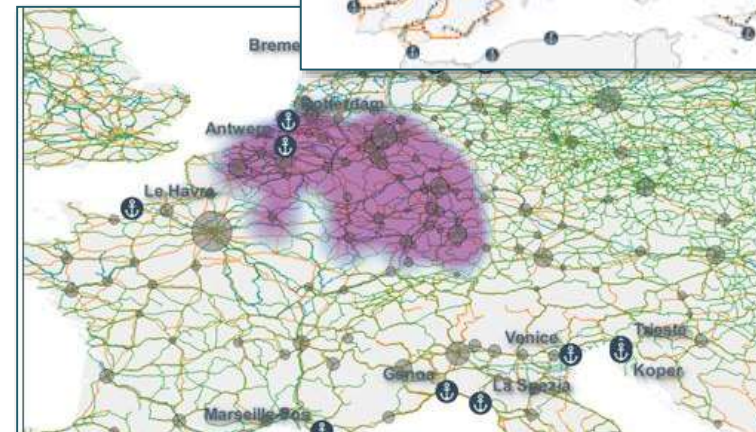 Breme
Rotterdam
Antwerp
Le Havre
Venice
Trieste
Koper
Genoa
La Spezia
Marseille-Fos